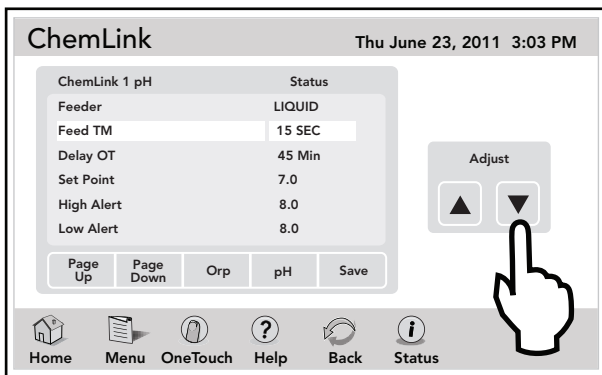 ChemLink Thu June 23, 2011 3:03 PM
ChemLink 1 pH Status
Feeder LIQUID
Feed TM 15 SEC
Delay OT 45 Min
Set Point 7.0
High Alert 8.0
Low Alert 8.0
Adjust
Page Up Page Down Orp pH Save
Home Menu OneTouch Help Back Status